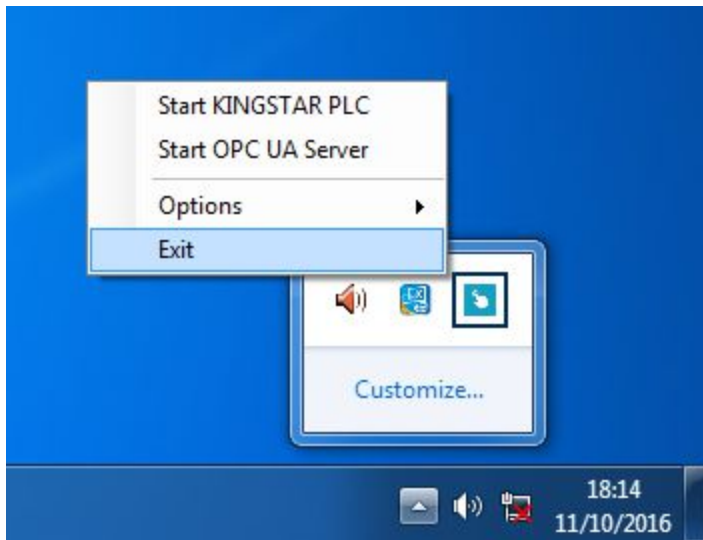 Start KINGSTAR PLC
Start OPC UA Server
Options
Exit
Customize...
18:14
11/10/2016